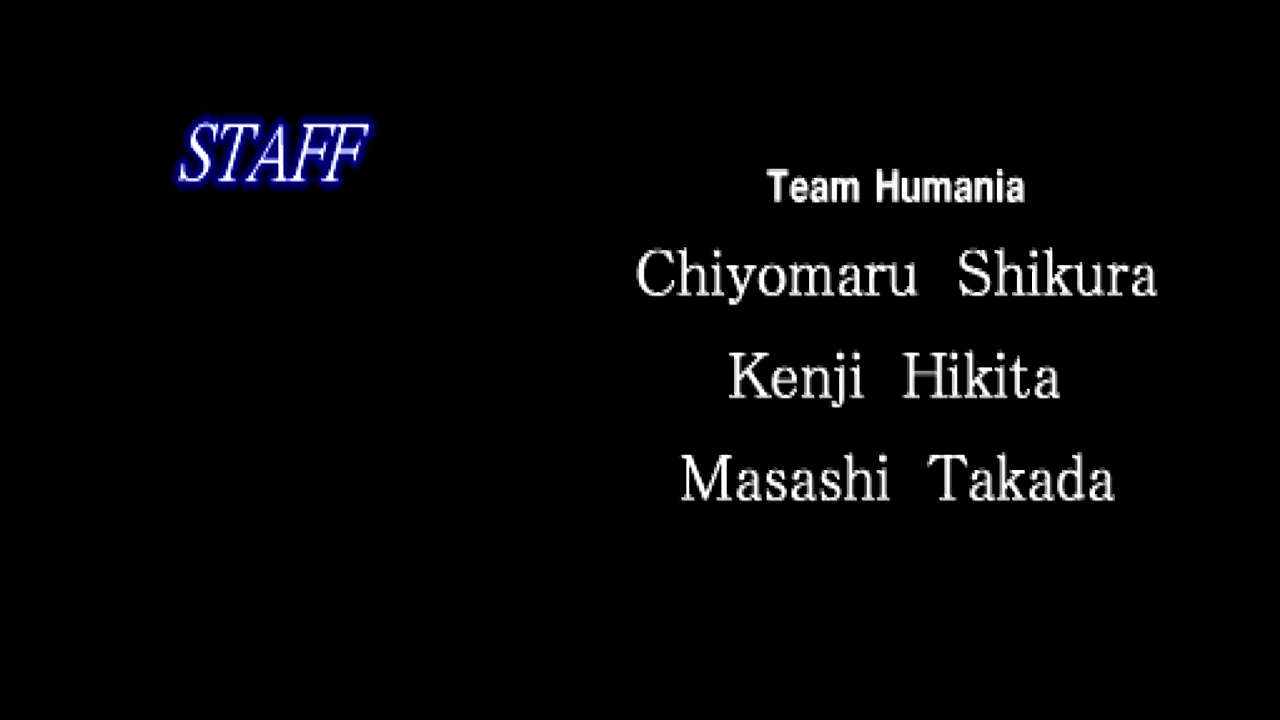 STAFF
Team Humania
Chiyomaru Shikura
Kenji Hikita
Masashi Takada